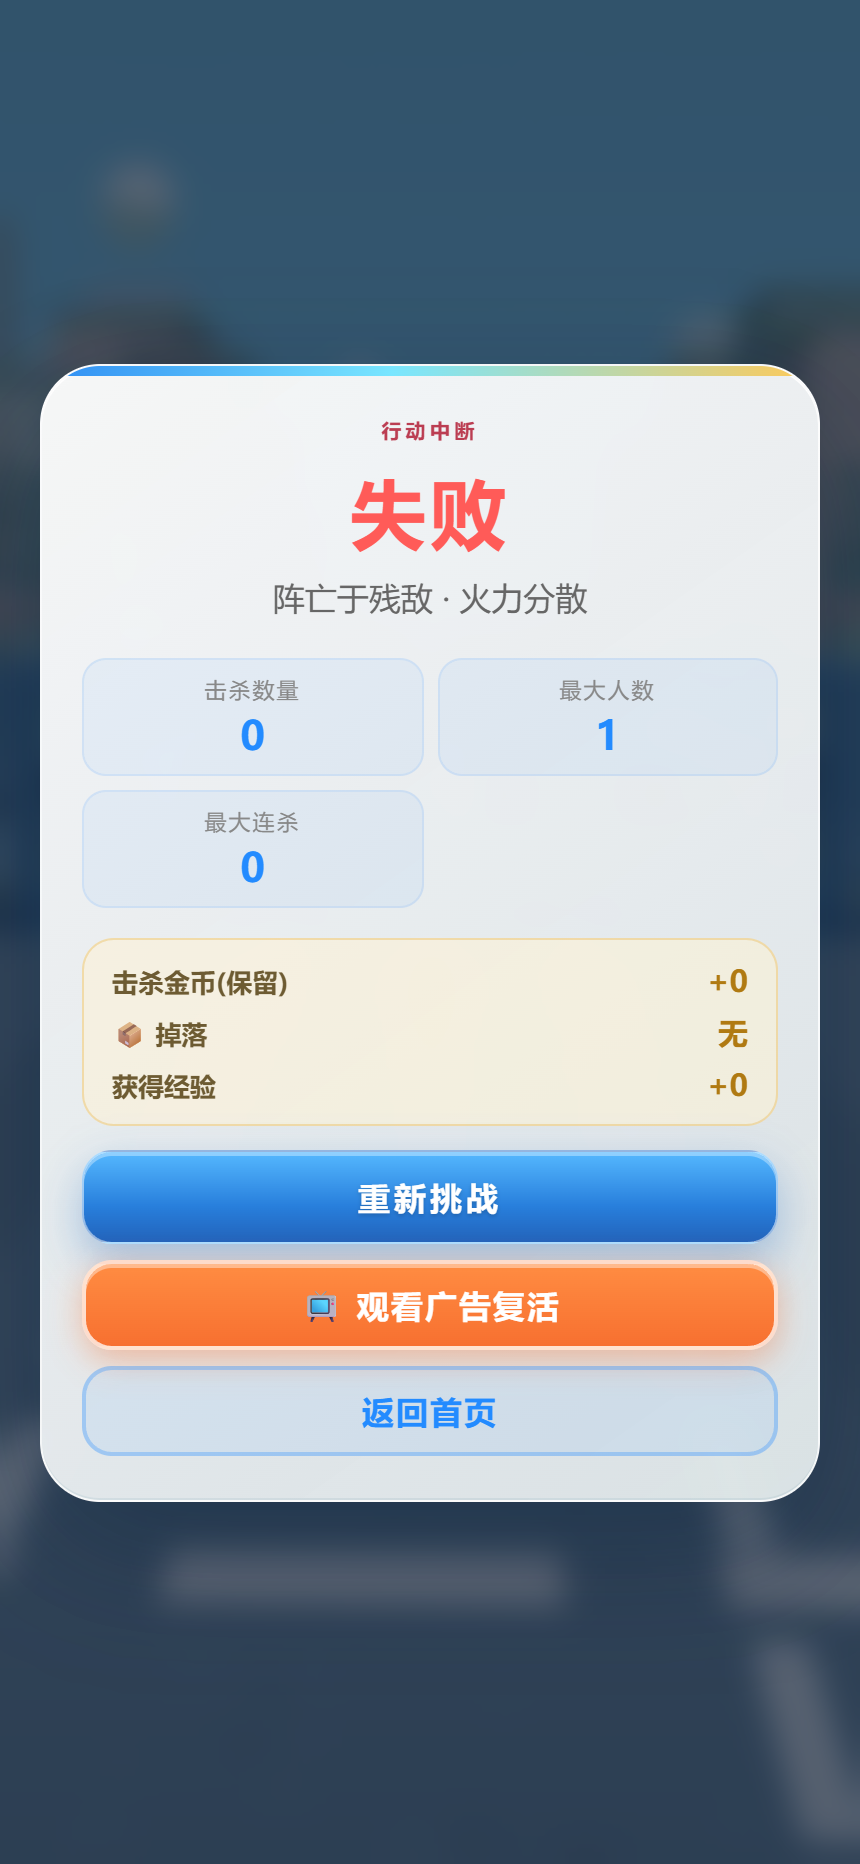 行动中断
失败
阵亡于残敌 · 火力分散
击杀数量
0
最大人数
1
最大连杀
0
击杀金币(保留) +0
掉落 无
获得经验 +0
重新挑战
观看广告复活
返回首页